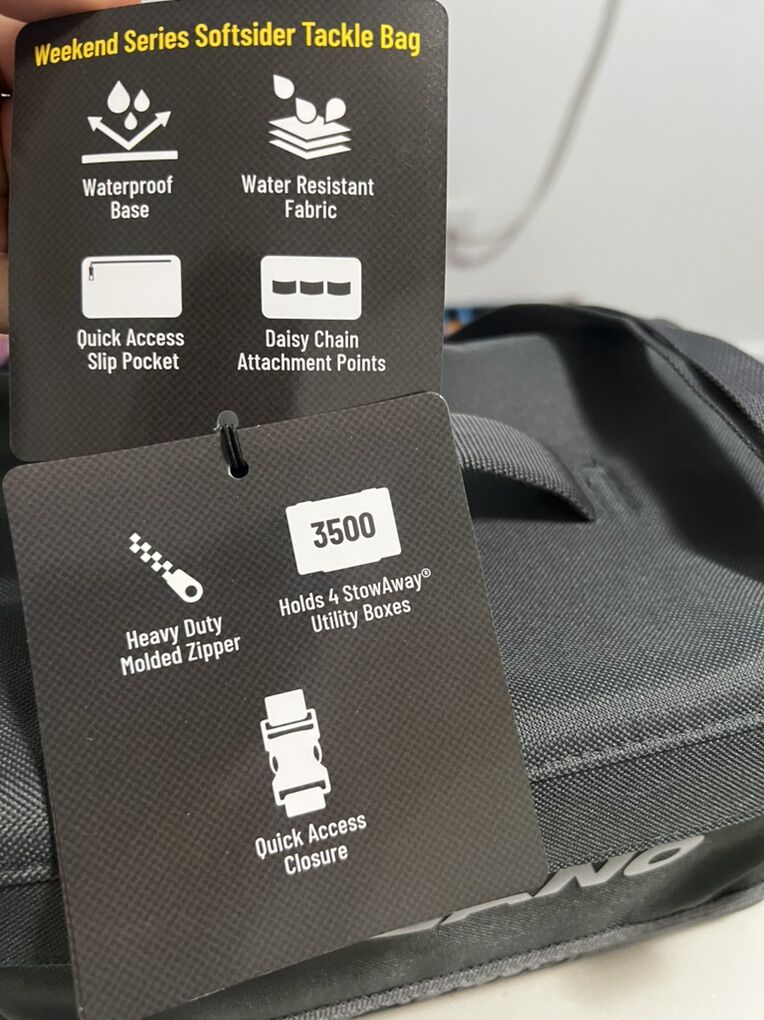 Weekend Series Softsider Tackle Bag
Waterproof
Base
Water Resistant
Fabric
Quick Access
Slip Pocket
Daisy Chain
Attachment Points
3500
Heavy Duty
Molded Zipper
Holds 4 StowAway®
Utility Boxes
Quick Access
Closure
ANO